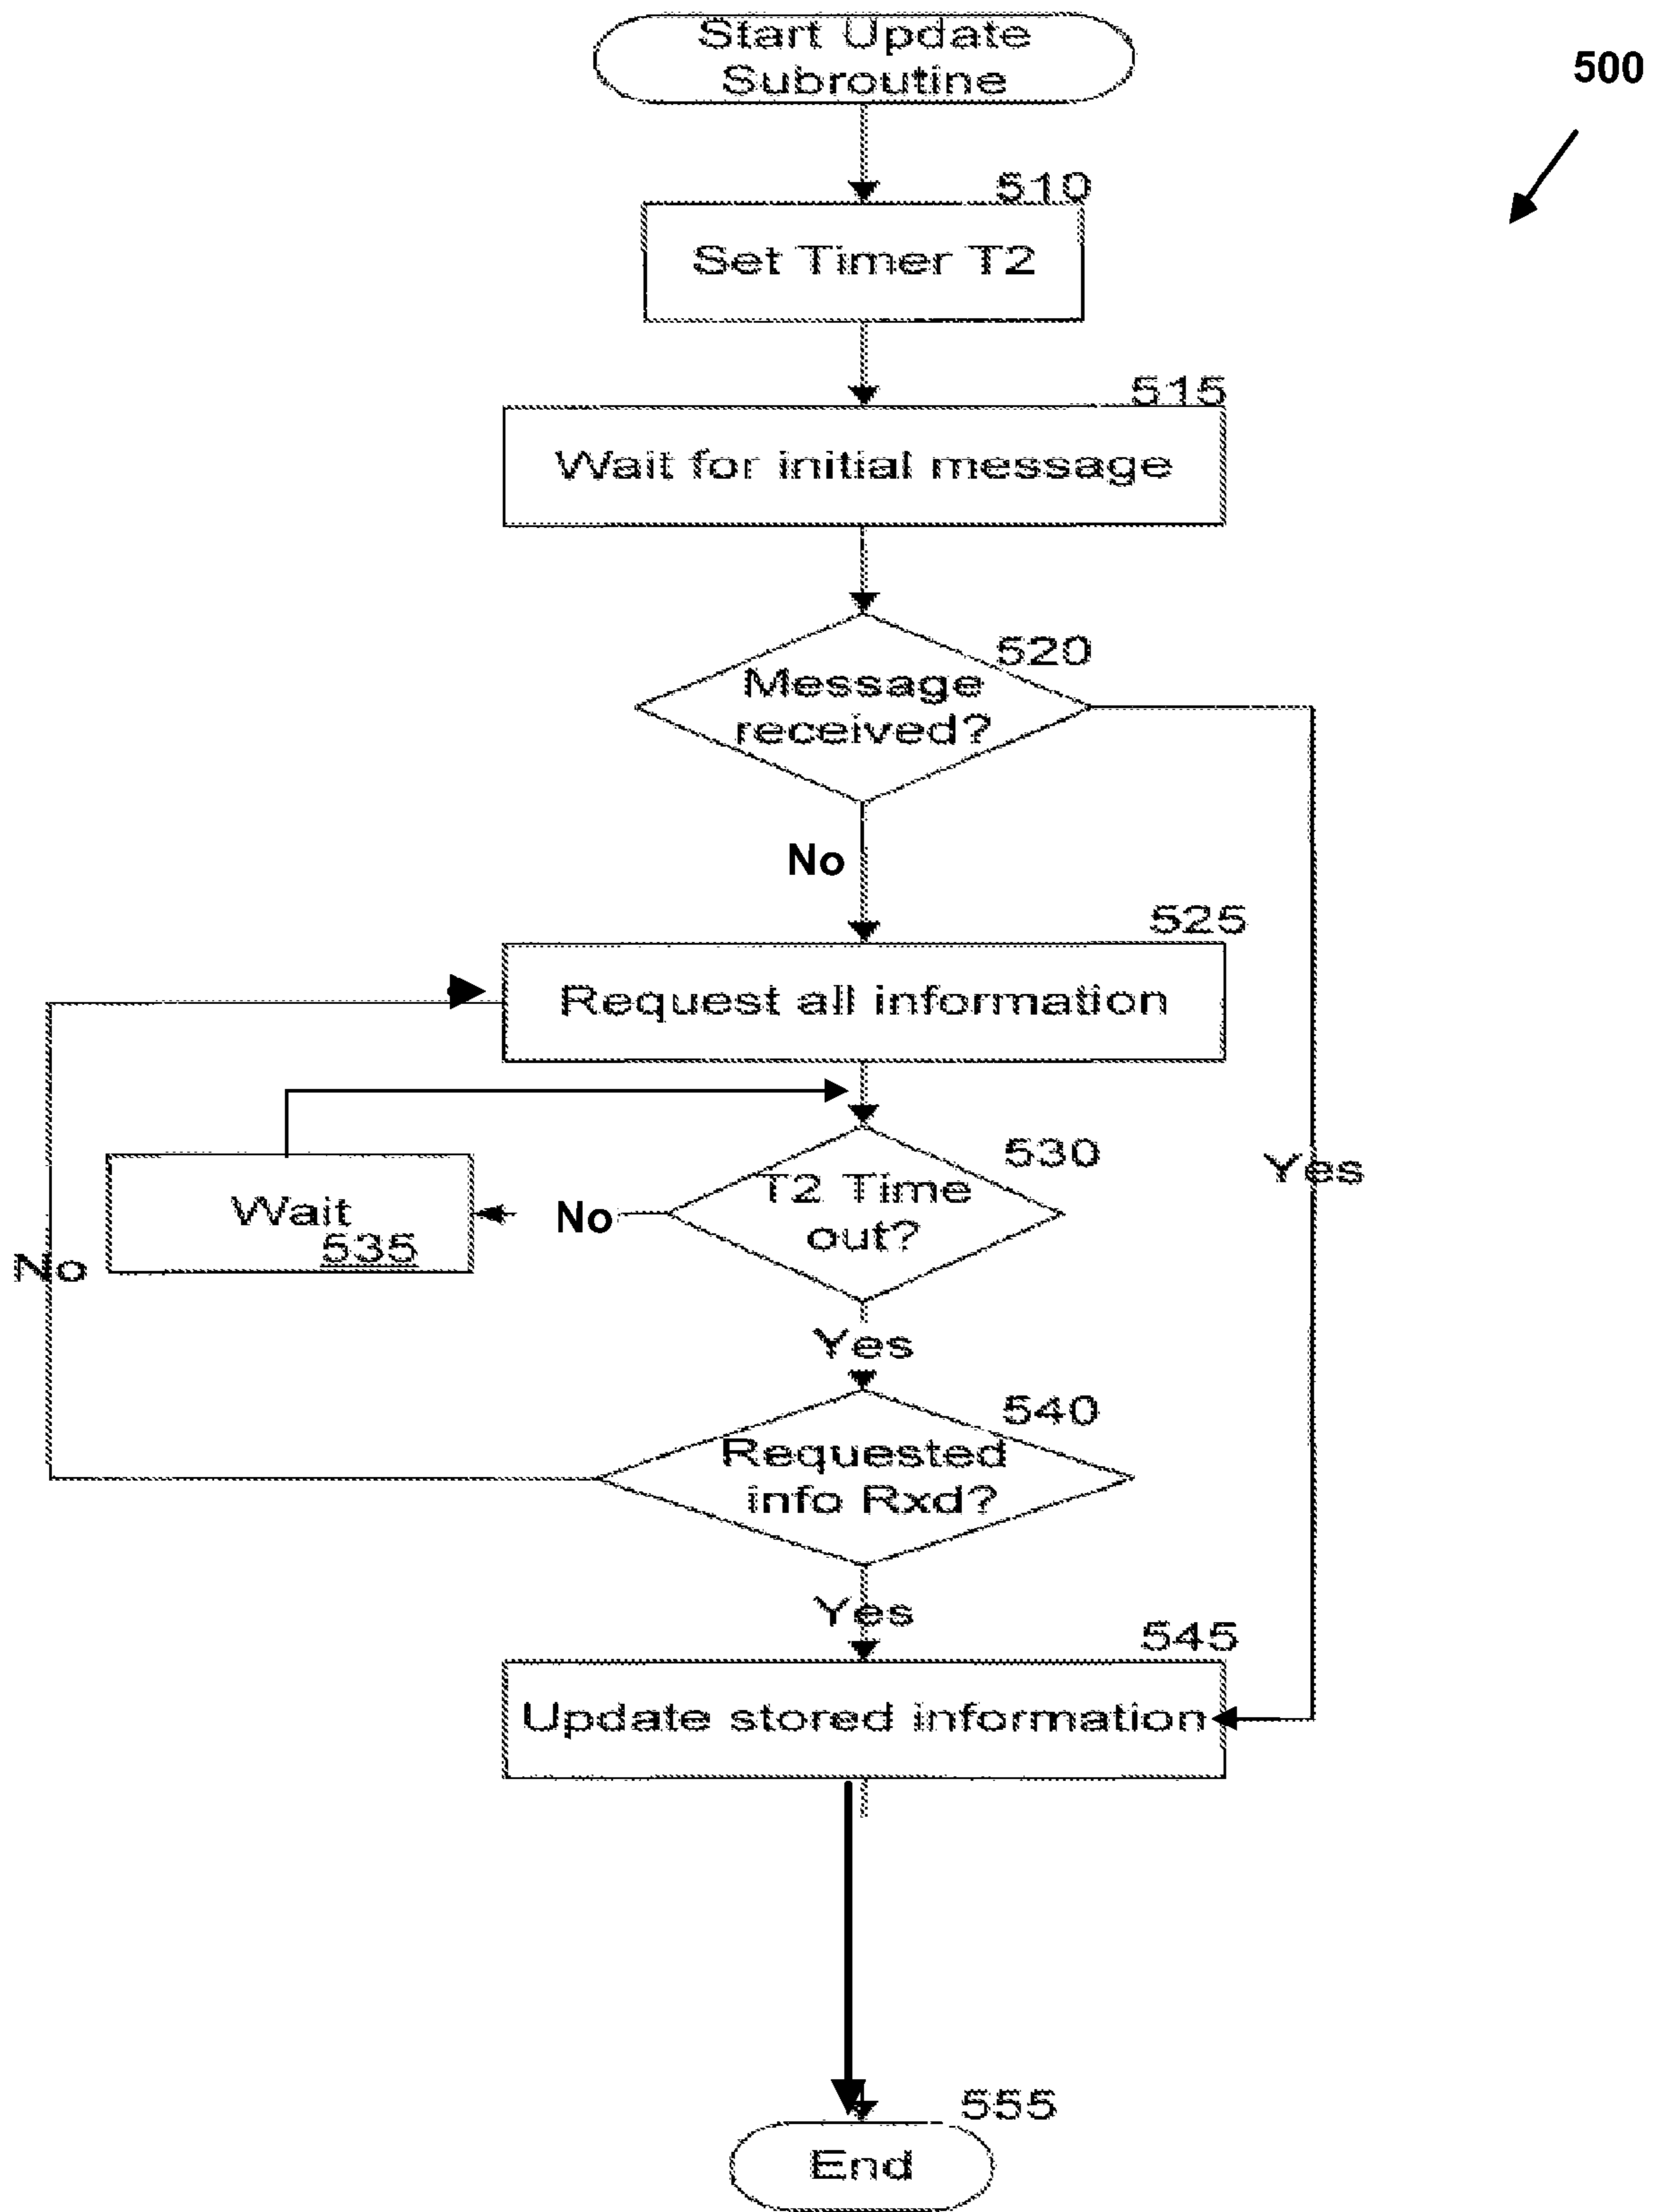 Start Update
Subroutine
500
510
Set Timer T2
515
Wait for initial message
520
Message
received?
No
525
Request all information
530
T2 Time
out?
Yes
No
Wait
535
No
Yes
540
Requested
info Rxd?
Yes
545
Update stored information
555
End